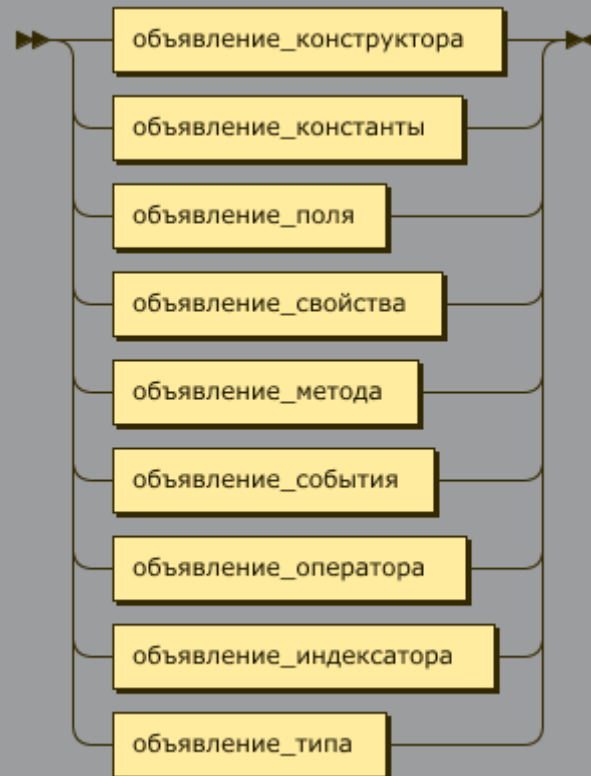 объявление_конструктора
объявление_константы
объявление_поля
объявление_свойства
объявление_метода
объявление_события
объявление_оператора
объявление_индексатора
объявление_типа